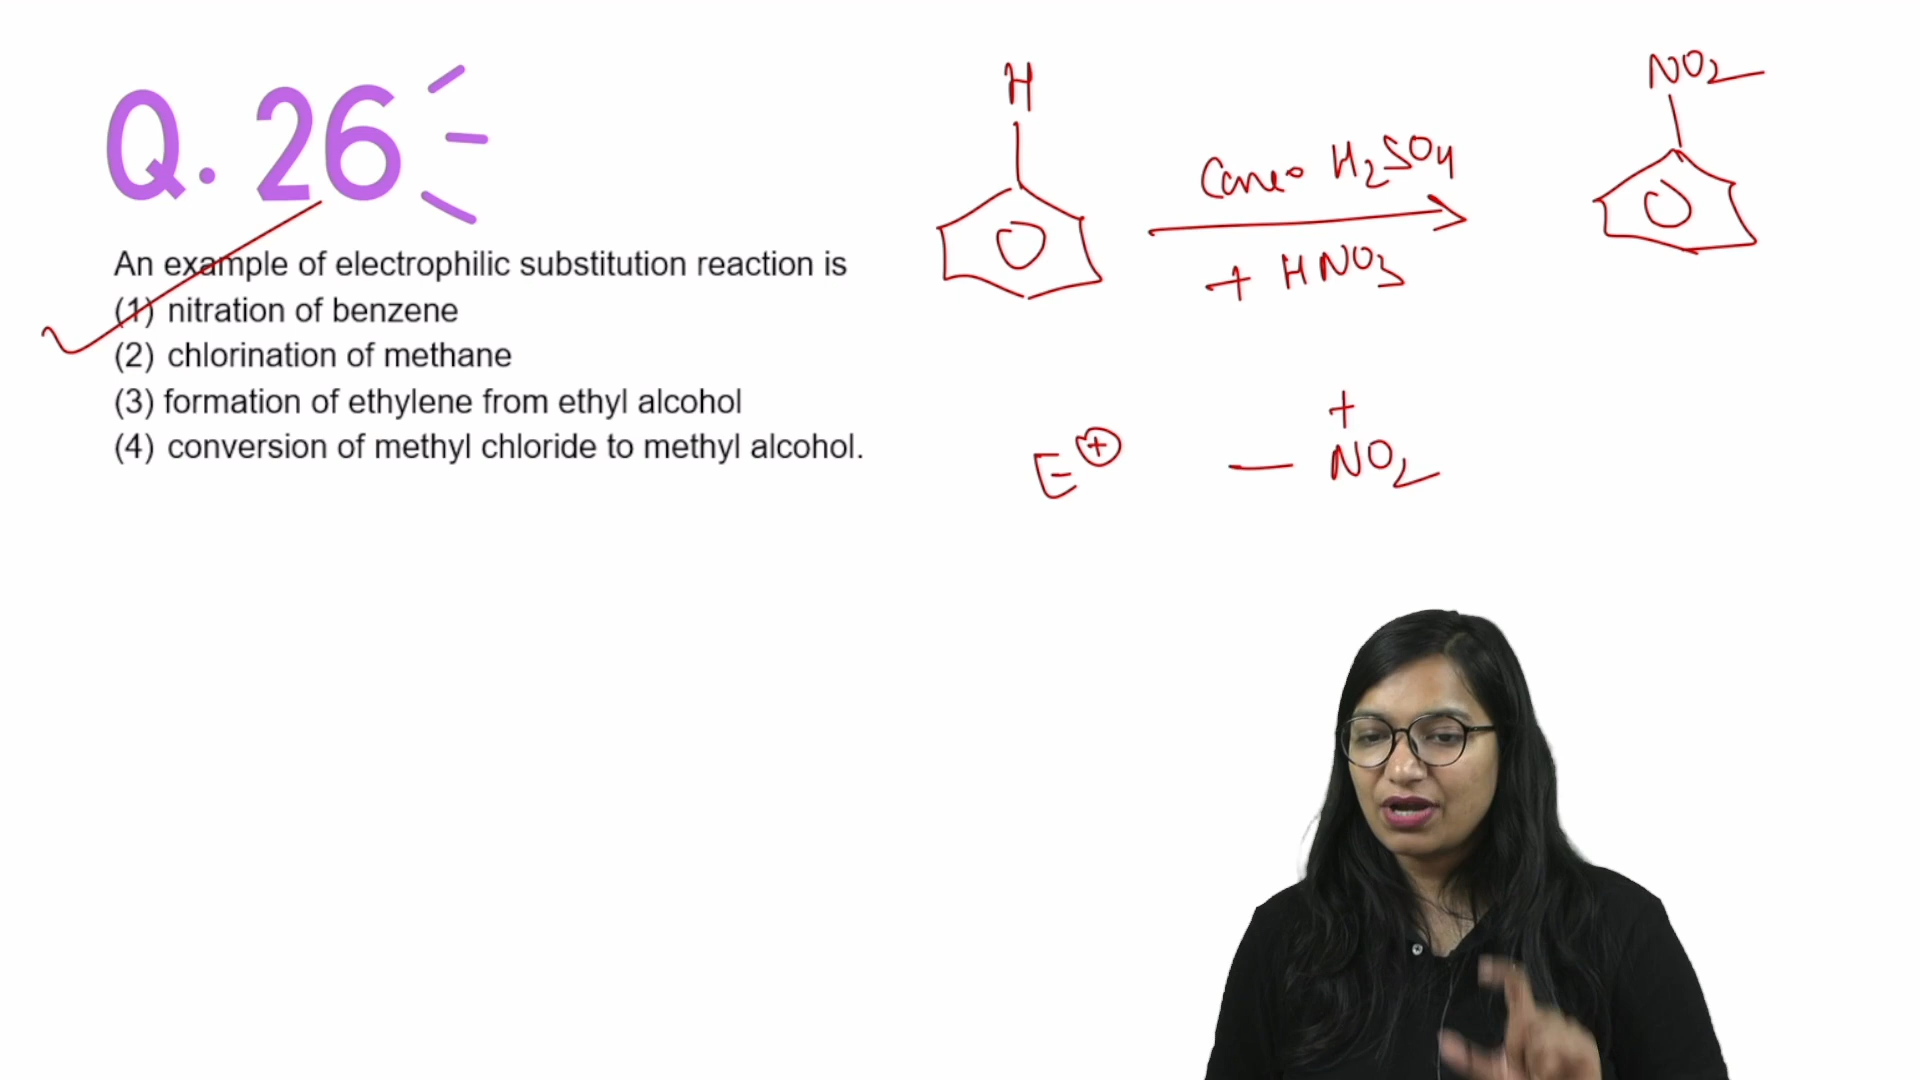 Q. 26
An example of electrophilic substitution reaction is
(1) nitration of benzene
(2) chlorination of methane
(3) formation of ethylene from ethyl alcohol
(4) conversion of methyl chloride to methyl alcohol.
H
Conc. H2SO4
+ HNO3
NO2
E+
— +NO2